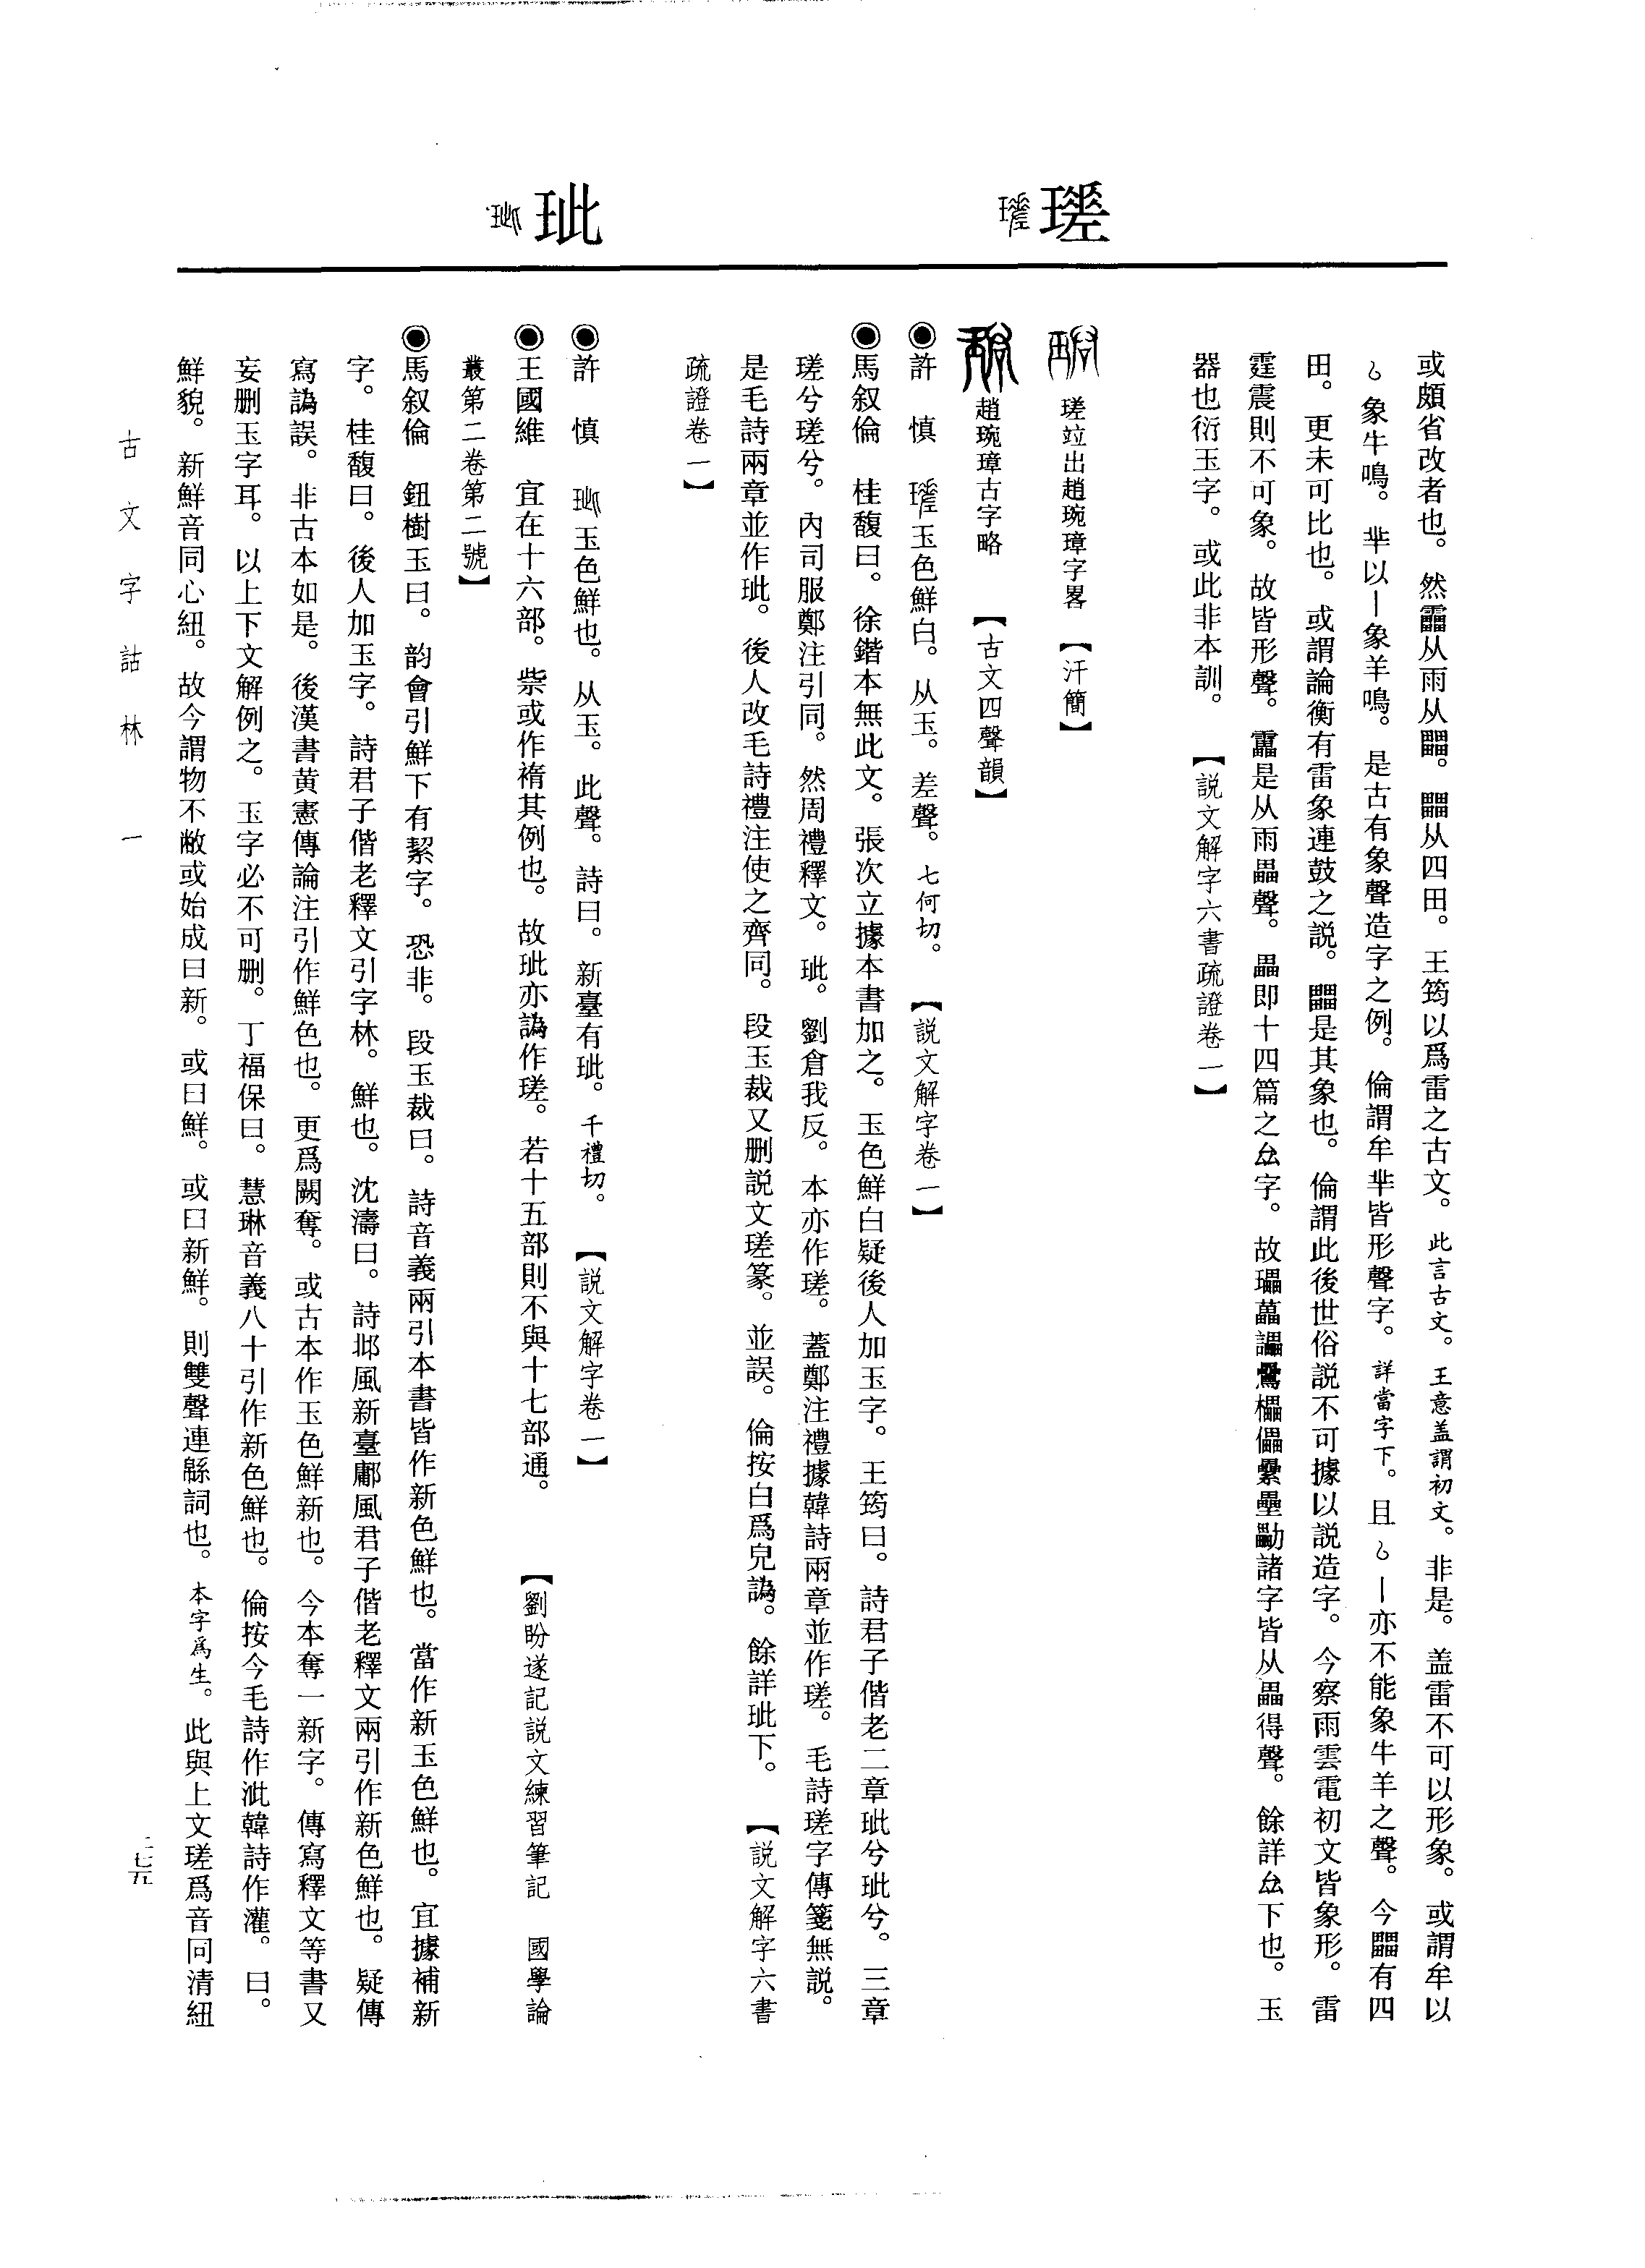 瑳
玼
或頗省改者也。然靐从雨从畾。畾从四田。王筠以爲雷之古文。此言古文。王意盖謂初文。非是。盖雷不可以形象。或謂牟以
象牛鳴。羋以丨象羊鳴。是古有象聲造字之例。倫謂牟羋皆形聲字。詳當字下。且丨亦不能象牛羊之聲。今有四
田。更未可比也。或謂論衡有雷象連鼓之説。是其象也。倫謂此後世俗説不可據以説造字。今察雨雲電初文皆象形。雷
霆震則不可象。故皆形聲。靁是从雨畾聲。畾即十四篇之厽字。故瓃藟讄櫑儡纍壘勴諸字皆从畾得聲。餘詳厽下也。玉
器也衍玉字。或此非本訓。【説文解字六書疏證卷一】
瑳竝出趙琬璋字畧【汗簡】
趙琬璋古字略【古文四聲韻】
◉許 慎 玉色鮮白。从玉。差聲。七何切。【説文解字卷一】
◉馬叙倫 桂馥曰。徐鍇本無此文。張次立據本書加之。玉色鮮白疑後人加玉字。王筠曰。詩君子偕老二章玼兮玼兮。三章
瑳兮瑳兮。內司服鄭注引同。然周禮釋文。玼。劉倉我反。本亦作瑳。蓋鄭注禮據韓詩兩章並作瑳。毛詩瑳字傳箋無説。
是毛詩兩章並作玼。後人改毛詩禮注使之齊同。段玉裁又刪説文瑳篆。並誤。倫按白爲皃譌。餘詳玼下。【説文解字六書
疏證卷一】
◉許 慎 玉色鮮也。从玉。此聲。詩曰。新臺有玼。千禮切。【説文解字卷一】
◉王國維 宜在十六部。祡或作䄟其例也。故玼亦譌作瑳。若十五部則不與十七部通。【劉盼遂記説文練習筆記 國學論
叢第二卷第二號】
◉馬叙倫 鈕樹玉曰。韵會引鮮下有絜字。恐非。段玉裁曰。詩音義兩引本書皆作新色鮮也。當作新玉色鮮也。宜據補新
字。桂馥曰。後人加玉字。詩君子偕老釋文引字林。鮮也。沈濤曰。詩邶風新臺鄘風君子偕老釋文兩引作新色鮮也。疑傳
寫譌誤。非古本如是。後漢書黃憲傳論注引作鮮色也。更爲闕奪。或古本作玉色鮮新也。今本奪一新字。傳寫釋文等書又
妄刪玉字耳。以上下文解例之。玉字必不可刪。丁福保曰。慧琳音義八十引作新色鮮也。倫按今毛詩作泚韓詩作漼。曰。
鮮貌。新鮮音同心紐。故今謂物不敝或始成曰新。或曰鮮。或曰新鮮。則雙聲連緜詞也。本字爲生。此與上文瑳爲音同清紐
古文字詁林 一
二七五